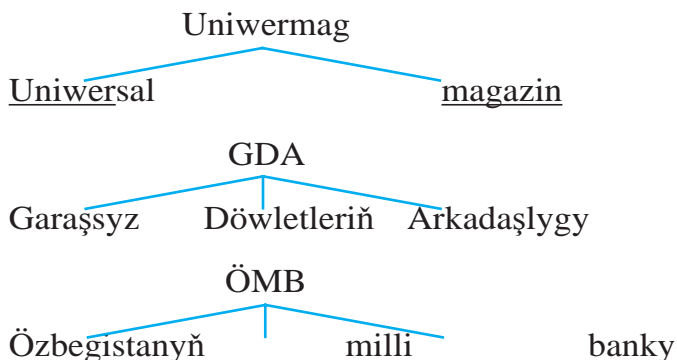 Uniwermag
Uniwersal magazin
GDA
Garaşsyz Döwletleriň Arkadaşlygy
ÖMB
Özbegistanyň milli banky